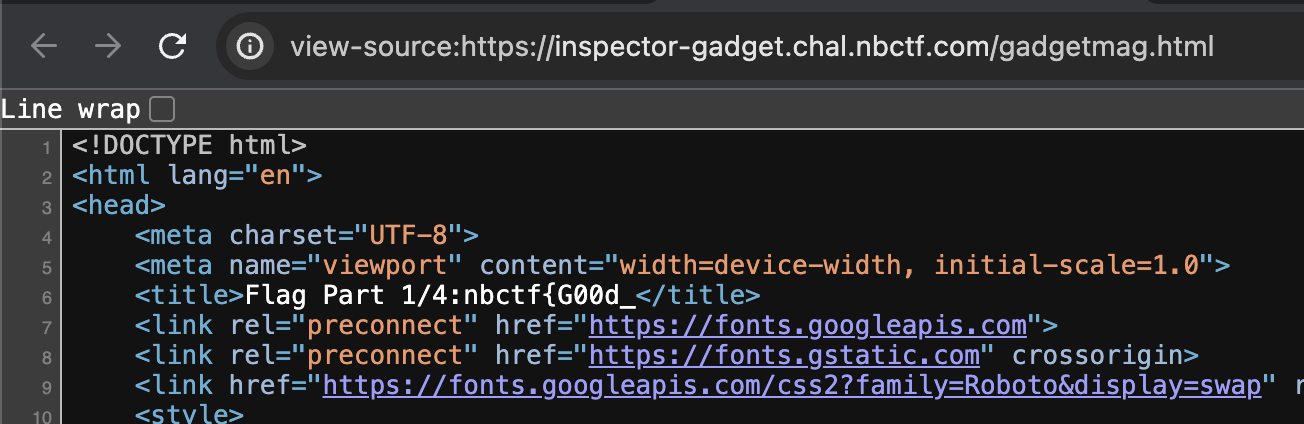 view-source:https://inspector-gadget.chal.nbctf.com/gadgetmag.html
Line wrap
1 <!DOCTYPE html>
2 <html lang="en">
3 <head>
4 <meta charset="UTF-8">
5 <meta name="viewport" content="width=device-width, initial-scale=1.0">
6 <title>Flag Part 1/4:nbctf{G00d_</title>
7 <link rel="preconnect" href="https://fonts.googleapis.com">
8 <link rel="preconnect" href="https://fonts.gstatic.com" crossorigin>
9 <link href="https://fonts.googleapis.com/css2?family=Roboto&display=swap" r
10 <style>